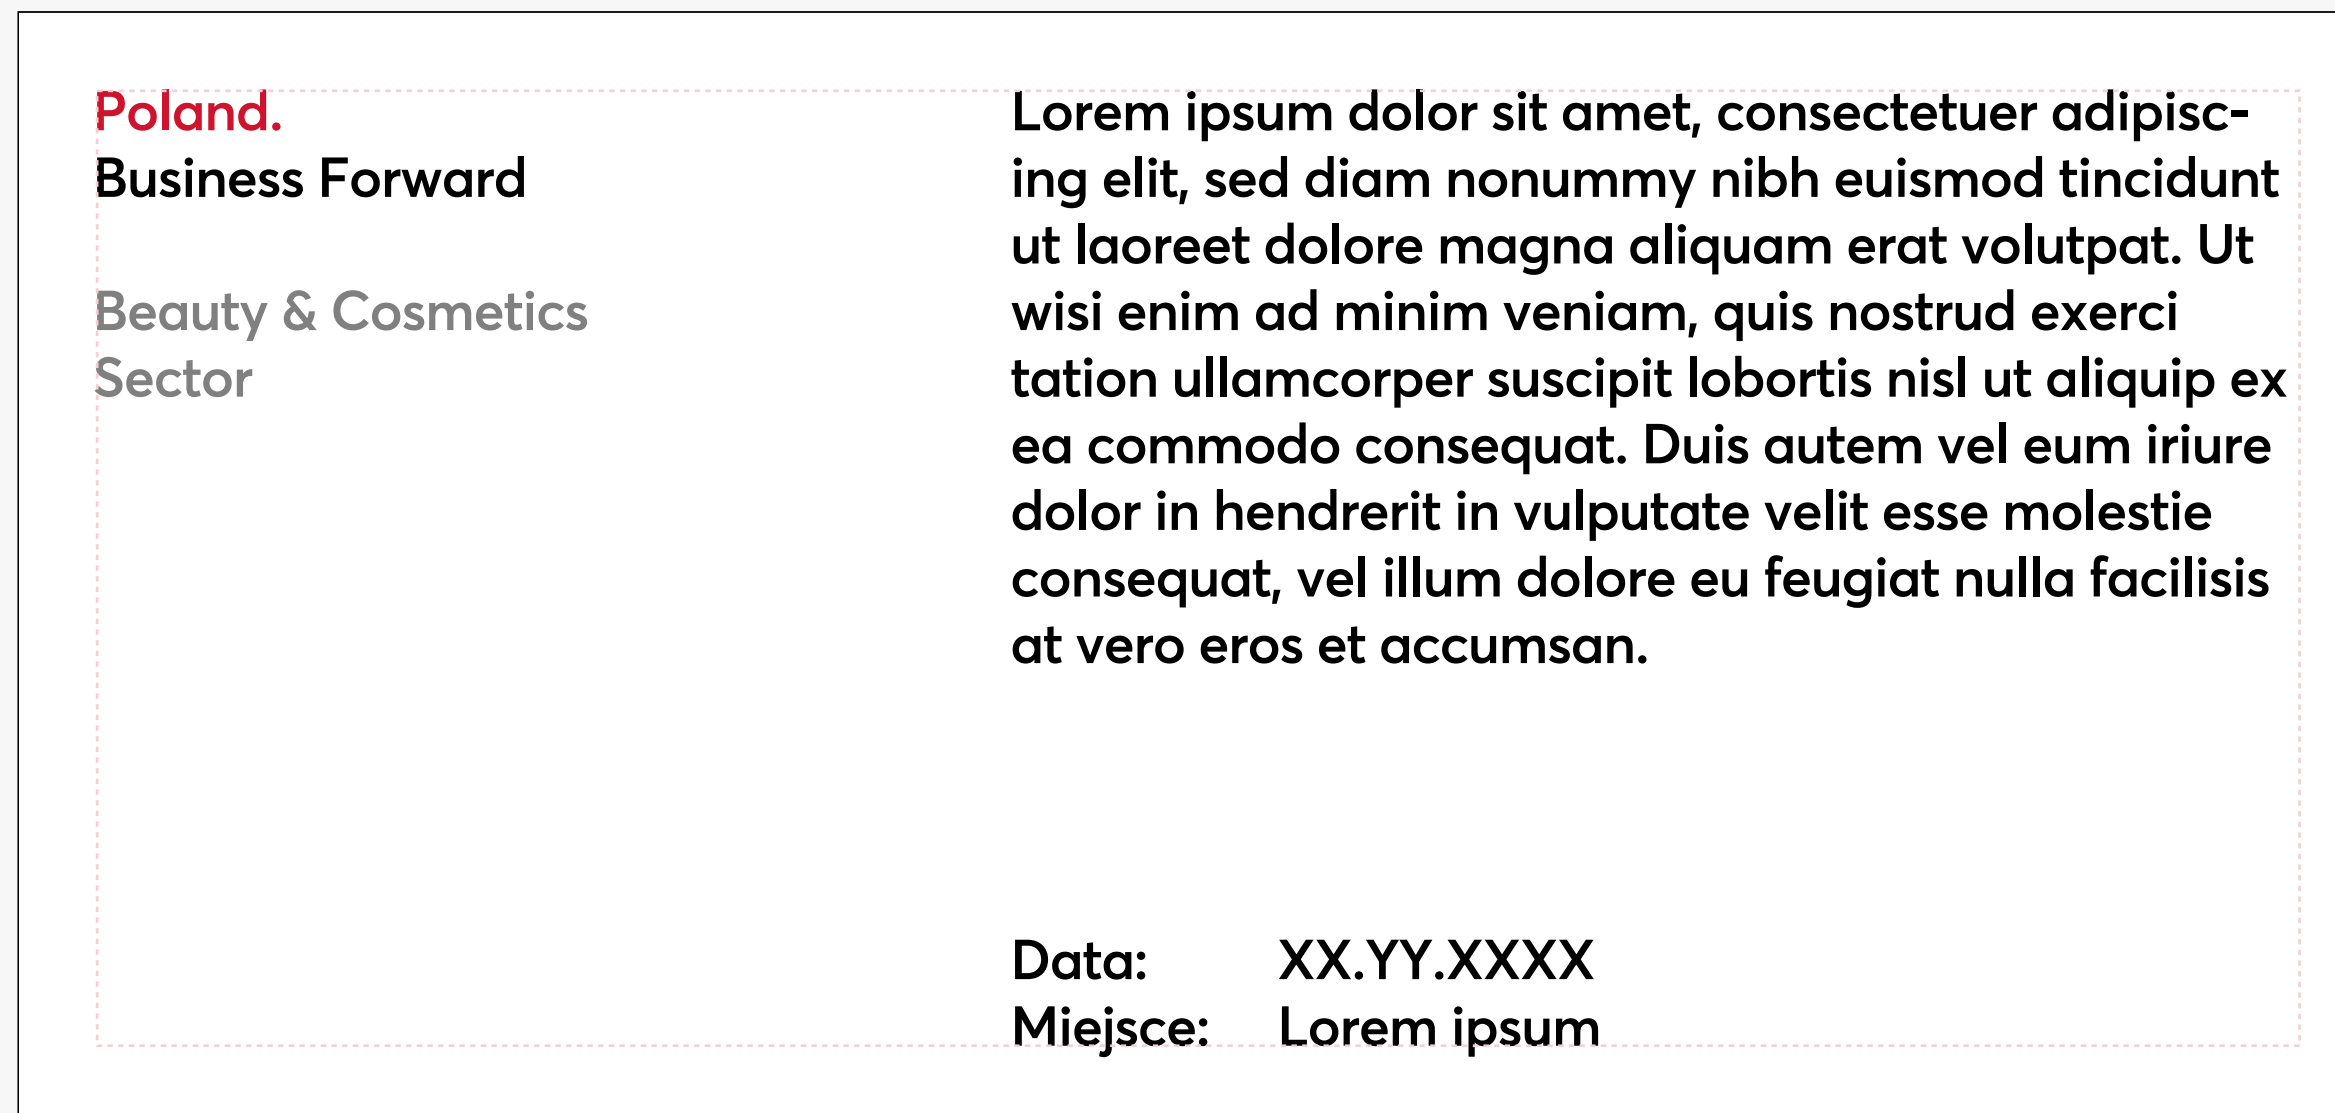 Poland.
Business Forward
Beauty & Cosmetics
Sector
Lorem ipsum dolor sit amet, consectetuer adipisc-
ing elit, sed diam nonummy nibh euismod tincidunt
ut laoreet dolore magna aliquam erat volutpat. Ut
wisi enim ad minim veniam, quis nostrud exerci
tation ullamcorper suscipit lobortis nisl ut aliquip ex
ea commodo consequat. Duis autem vel eum iriure
dolor in hendrerit in vulputate velit esse molestie
consequat, vel illum dolore eu feugiat nulla facilisis
at vero eros et accumsan.
Data: XX.YY.XXXX
Miejsce: Lorem ipsum